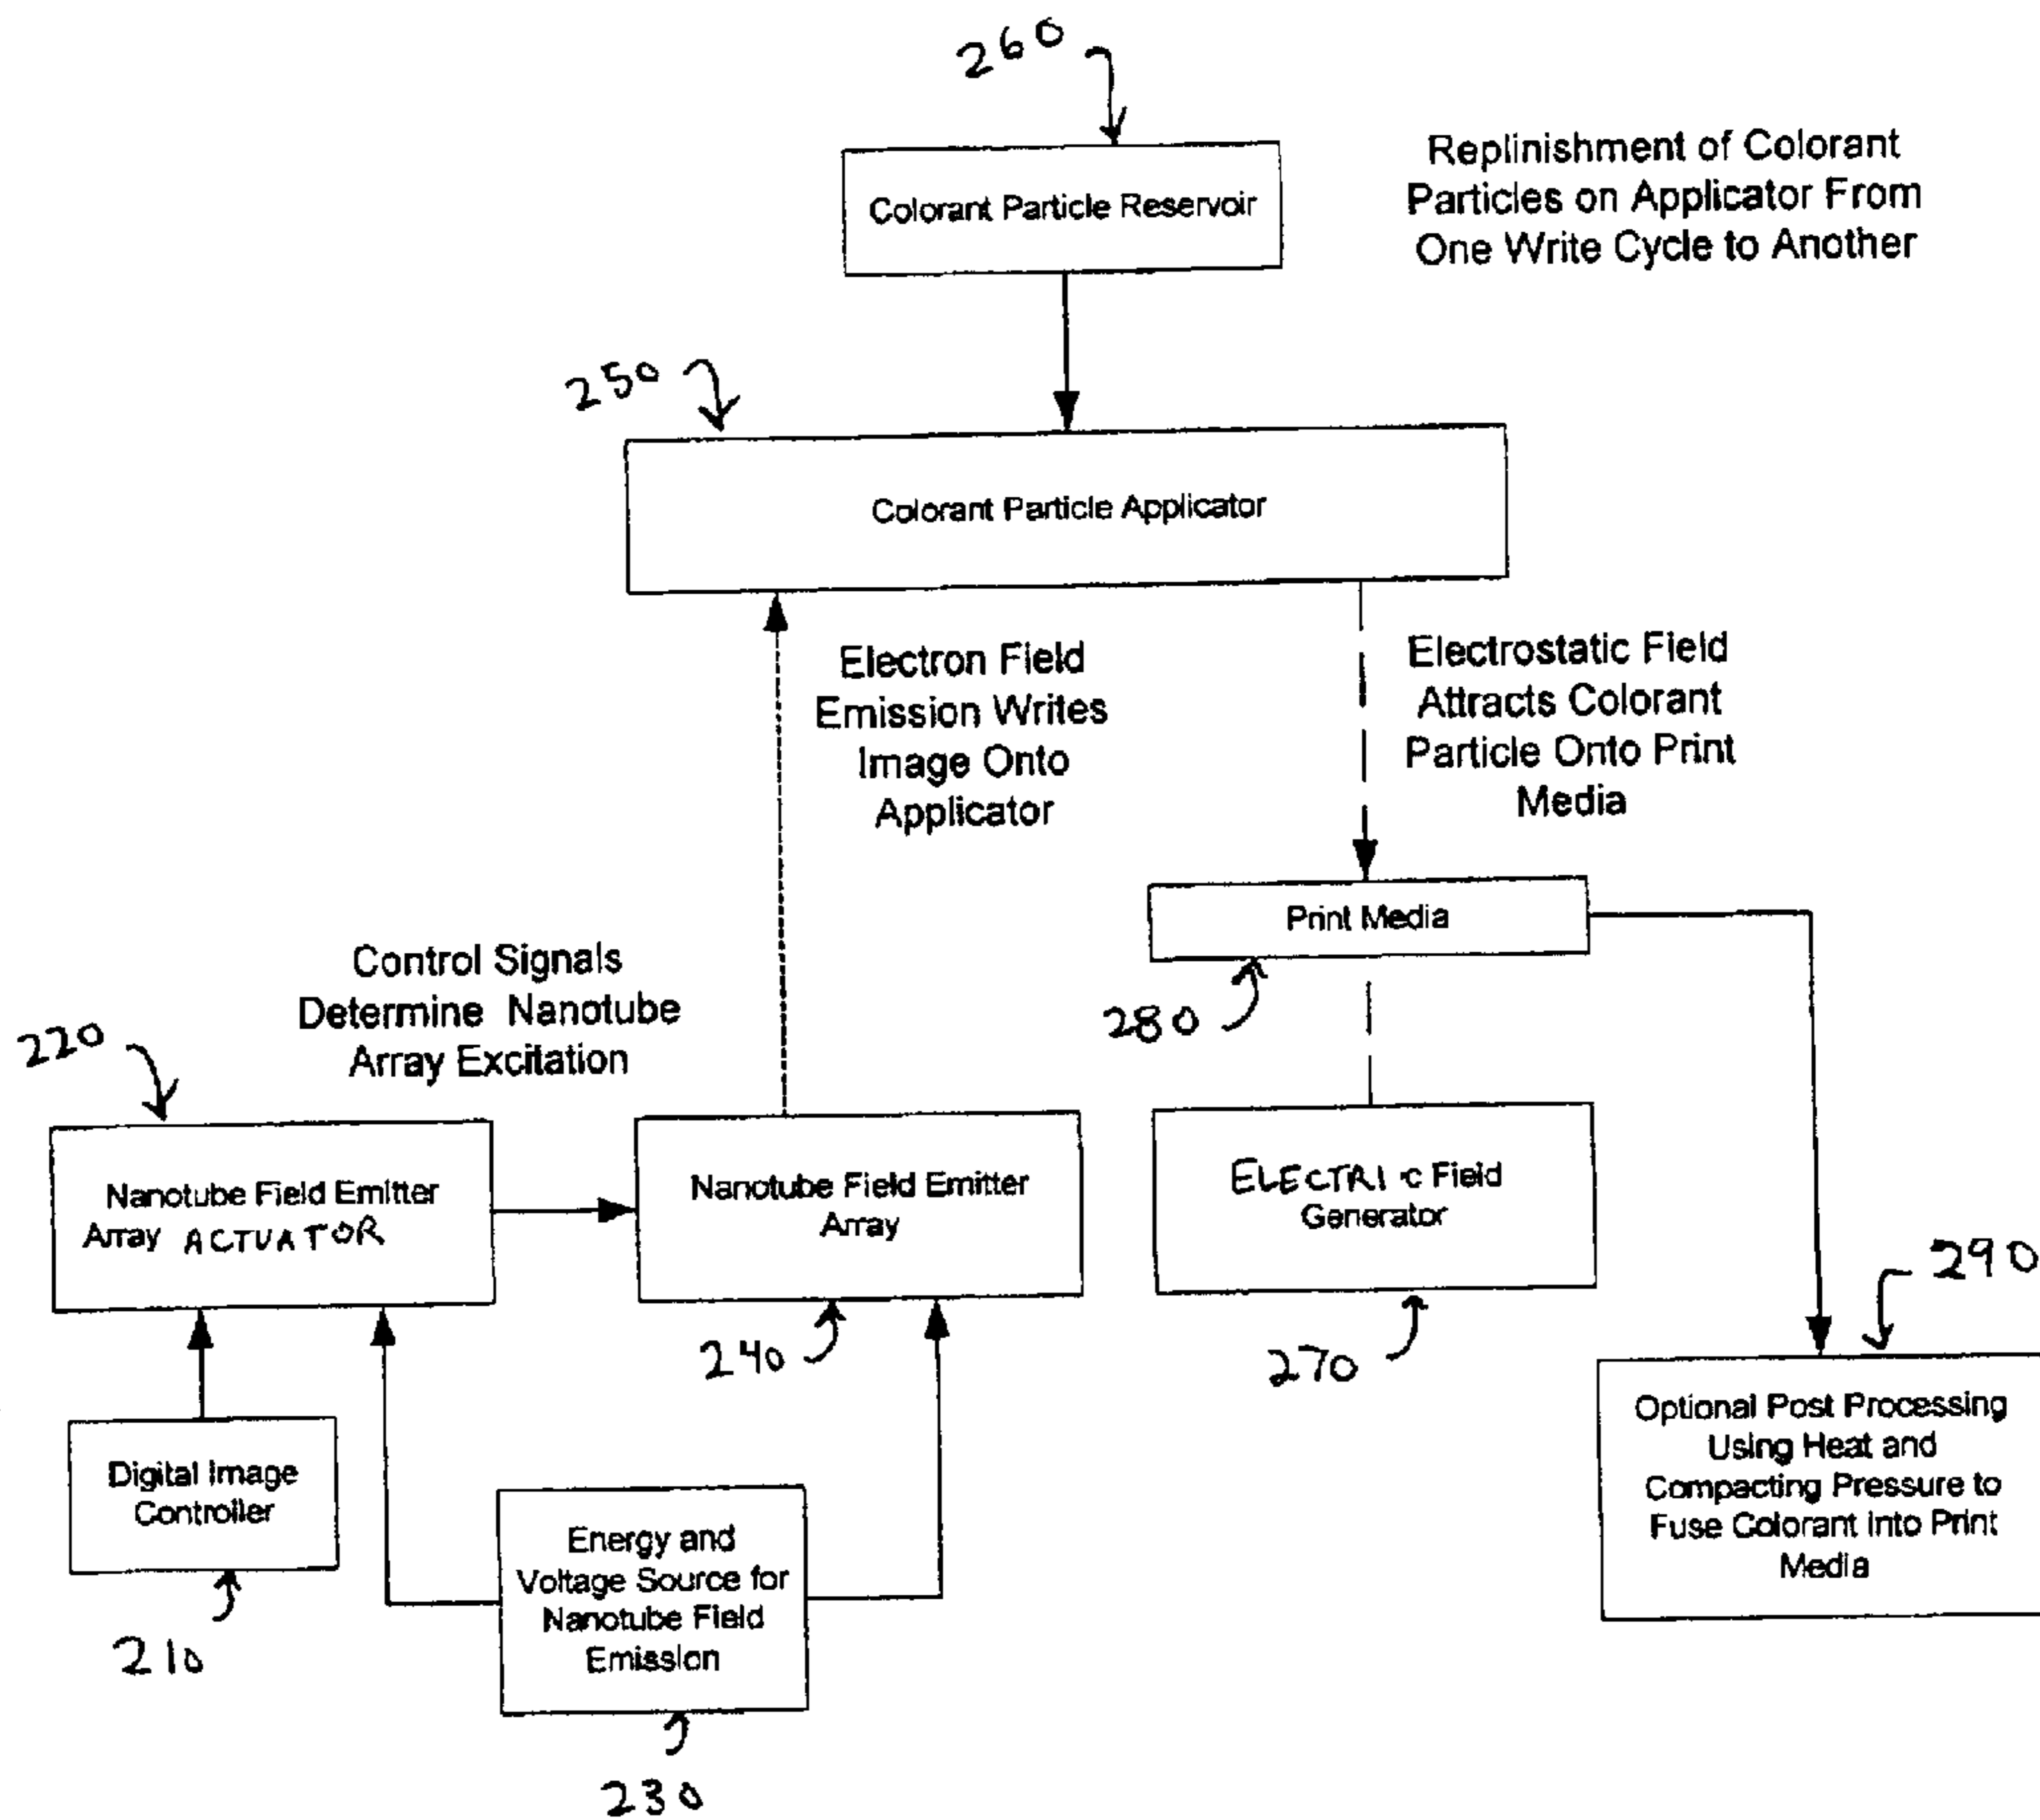 260
Colorant Particle Reservoir
Replinishment of Colorant
Particles on Applicator From
One Write Cycle to Another
250
Colorant Particle Applicator
Electron Field
Emission Writes
Image Onto
Applicator
Electrostatic Field
Attracts Colorant
Particle Onto Print
Media
Print Media
280
Control Signals
Determine Nanotube
Array Excitation
220
Nanotube Field Emitter
Array ACTUATOR
Nanotube Field Emitter
Array
240
ELECTRIC Field
Generator
270
290
Digital Image
Controller
210
Energy and
Voltage Source for
Nanotube Field
Emission
230
Optional Post Processing
Using Heat and
Compacting Pressure to
Fuse Colorant into Print
Media